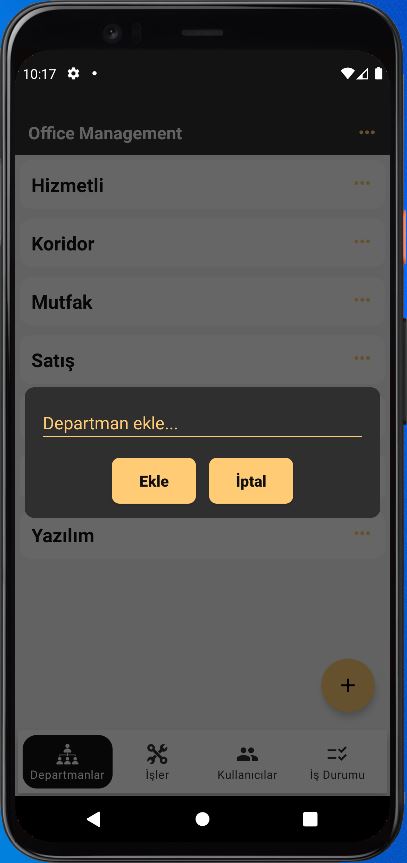 10:17
Office Management
Hizmetli
Koridor
Mutfak
Satış
Departman ekle...
Ekle
İptal
Yazılım
Departmanlar
İşler
Kullanıcılar
İş Durumu